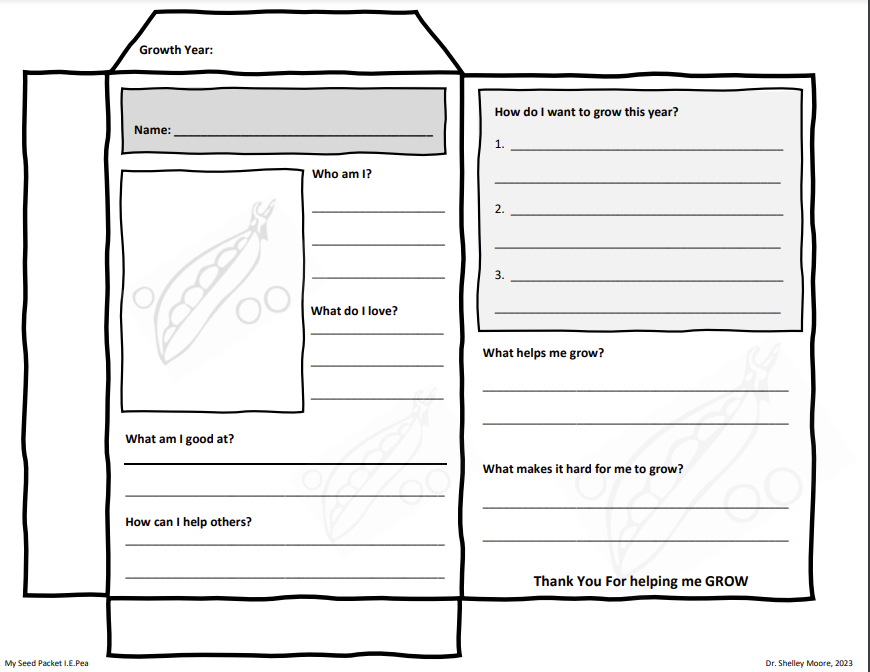 Growth Year:
Name:
Who am I?
What do I love?
What am I good at?
How can I help others?
How do I want to grow this year?
1.
2.
3.
What helps me grow?
What makes it hard for me to grow?
Thank You For helping me GROW
My Seed Packet I.E.Pea
Dr. Shelley Moore, 2023